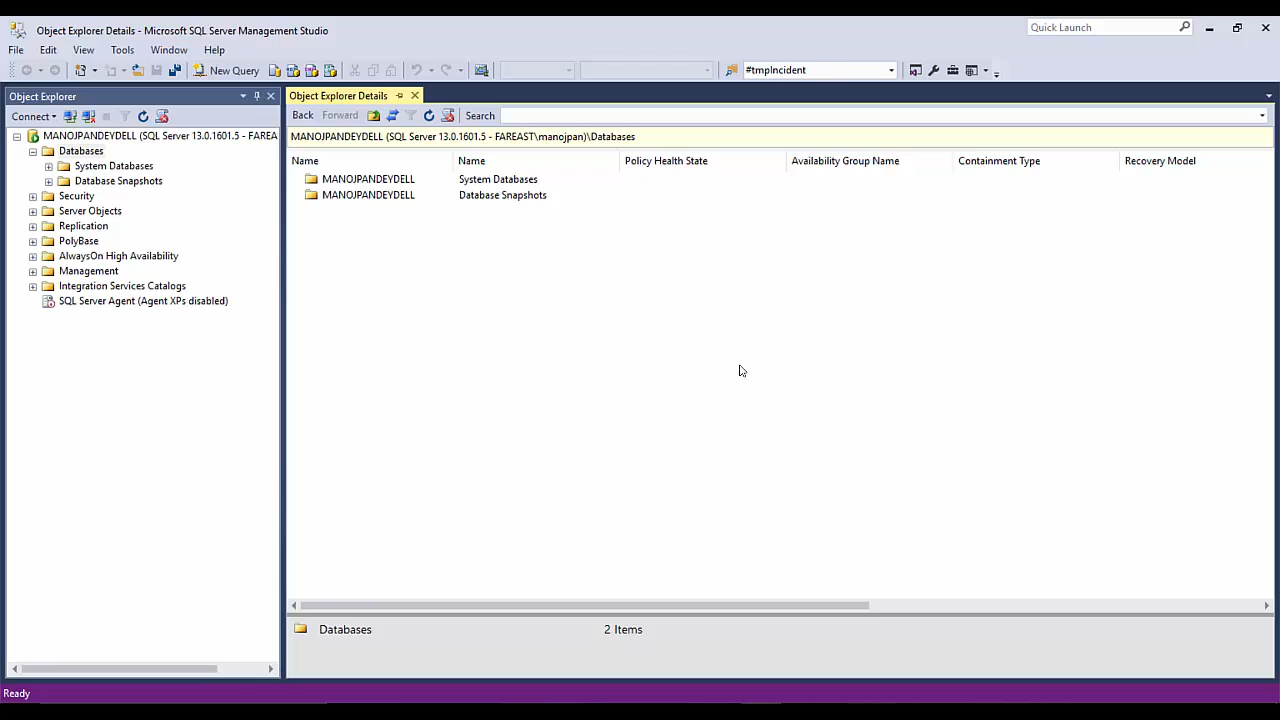 Object Explorer Details - Microsoft SQL Server Management Studio
Quick Launch
File Edit View Tools Window Help
New Query
#tmpIncident
Object Explorer
Object Explorer Details
Connect
Back Forward Search
MANOJPANDEYDELL (SQL Server 13.0.1601.5 - FAREA
MANOJPANDEYDELL (SQL Server 13.0.1601.5 - FAREAST\manojpan)\Databases
Databases
System Databases
Database Snapshots
Security
Server Objects
Replication
PolyBase
AlwaysOn High Availability
Management
Integration Services Catalogs
SQL Server Agent (Agent XPs disabled)
Name Name Policy Health State Availability Group Name Containment Type Recovery Model
MANOJPANDEYDELL System Databases
MANOJPANDEYDELL Database Snapshots
Databases 2 Items
Ready